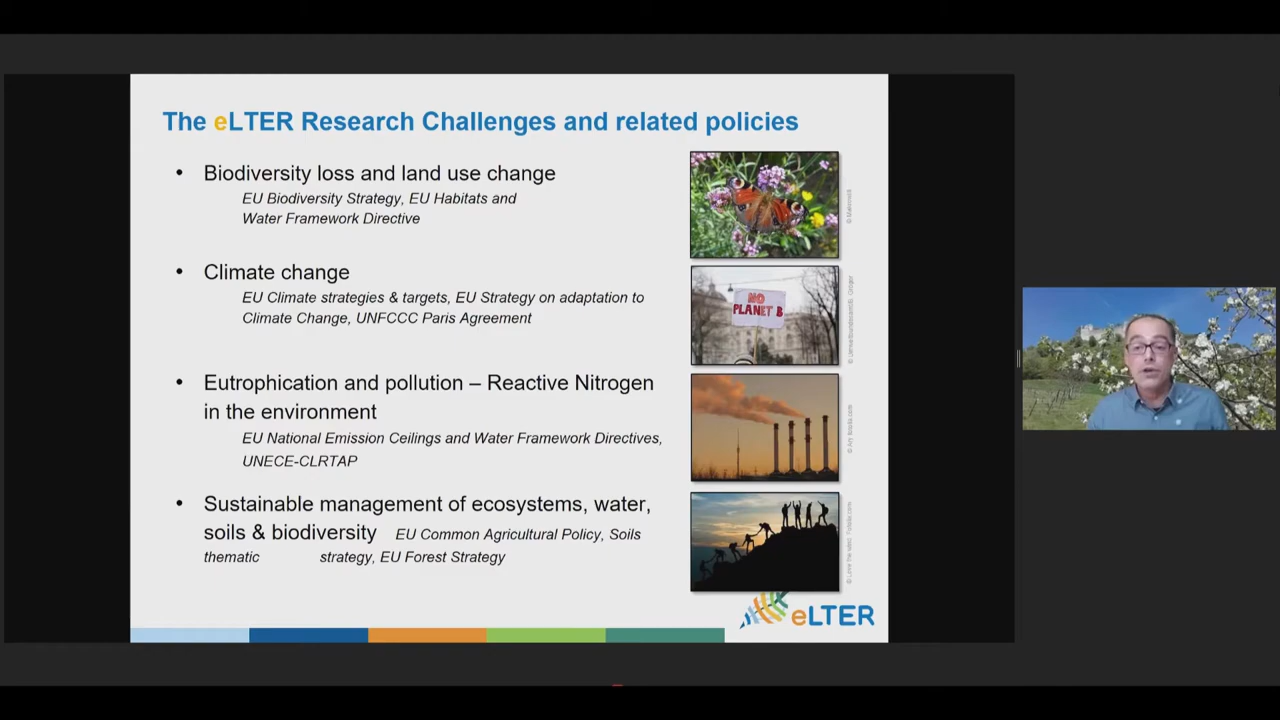 The eLTER Research Challenges and related policies
• Biodiversity loss and land use change
EU Biodiversity Strategy, EU Habitats and
Water Framework Directive
• Climate change
EU Climate strategies & targets, EU Strategy on adaptation to
Climate Change, UNFCCC Paris Agreement
NO
PLANET B
• Eutrophication and pollution – Reactive Nitrogen
in the environment
EU National Emission Ceilings and Water Framework Directives,
UNECE-CLRTAP
• Sustainable management of ecosystems, water,
soils & biodiversity EU Common Agricultural Policy, Soils
thematic strategy, EU Forest Strategy
eLTER